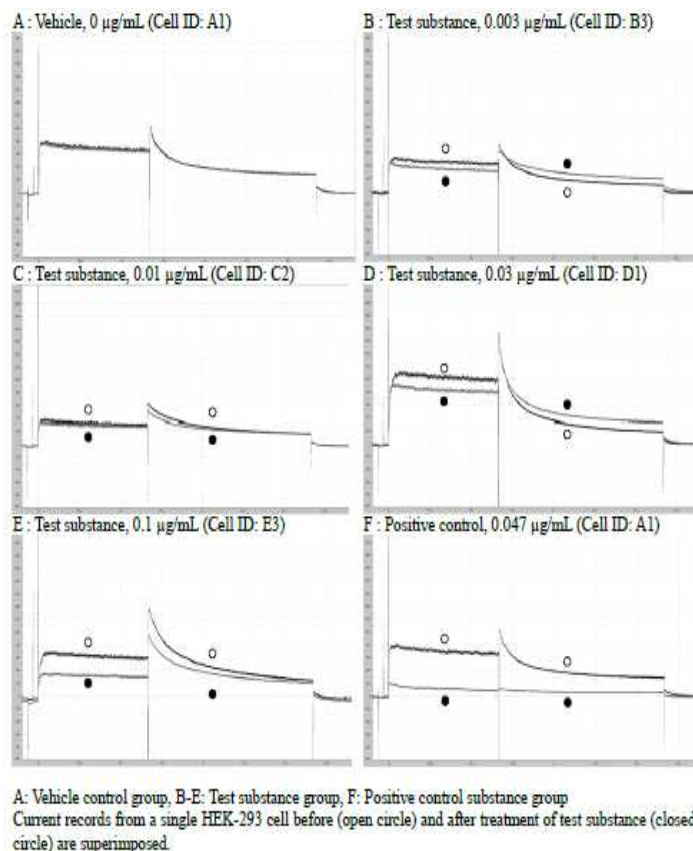 A : Vehicle, 0 µg/mL (Cell ID: A1)
B : Test substance, 0.003 µg/mL (Cell ID: B3)
C : Test substance, 0.01 µg/mL (Cell ID: C2)
D : Test substance, 0.03 µg/mL (Cell ID: D1)
E : Test substance, 0.1 µg/mL (Cell ID: E3)
F : Positive control, 0.047 µg/mL (Cell ID: A1)
A: Vehicle control group, B-E: Test substance group, F: Positive control substance group
Current records from a single HEK-293 cell before (open circle) and after treatment of test substance (closed
circle) are superimposed.